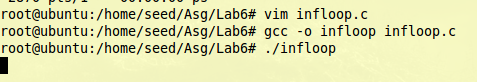 root@ubuntu:/home/seed/Asg/Lab6# vim infloop.c
root@ubuntu:/home/seed/Asg/Lab6# gcc -o infloop infloop.c
root@ubuntu:/home/seed/Asg/Lab6# ./infloop